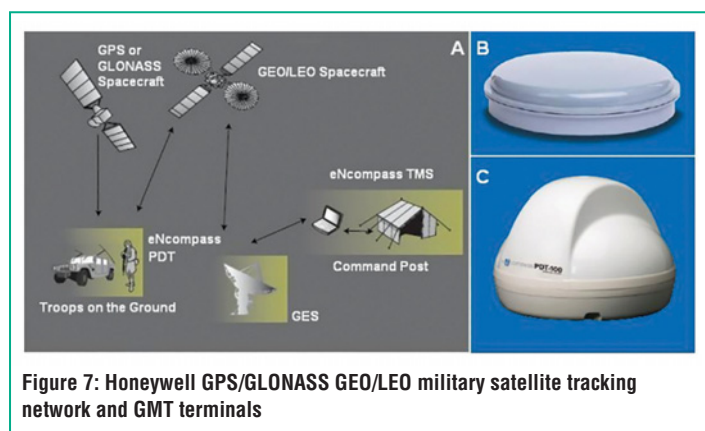 GPS or
GLONASS
Spacecraft
GEO/LEO Spacecraft
A
B
eNcompass TMS
C
eNcompass
PDT
Command Post
Troops on the Ground
GES
PDT-100
Figure 7: Honeywell GPS/GLONASS GEO/LEO military satellite tracking
network and GMT terminals